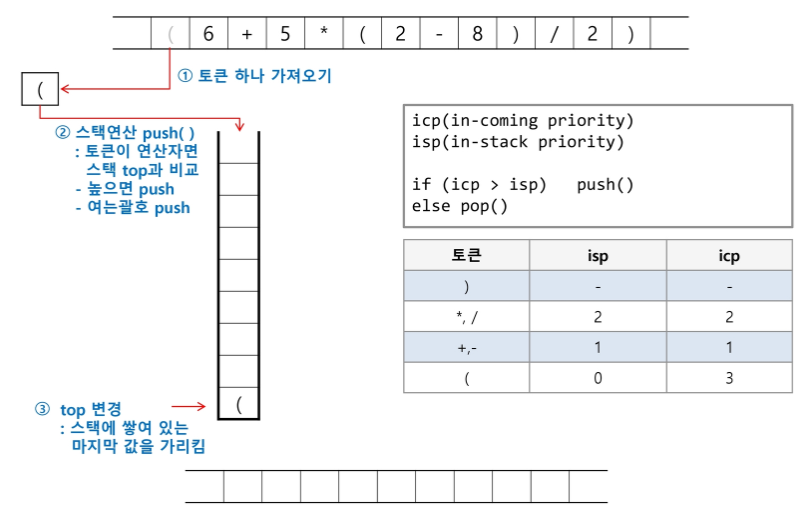 ( 6 + 5 * ( 2 - 8 ) / 2 )
① 토큰 하나 가져오기
(
② 스택연산 push( )
: 토큰이 연산자면
스택 top과 비교
- 높으면 push
- 여는괄호 push
icp(in-coming priority)
isp(in-stack priority)
if (icp > isp) push()
else pop()
토큰 isp icp
) - -
*, / 2 2
+,- 1 1
( 0 3
③ top 변경
: 스택에 쌓여 있는
마지막 값을 가리킴
(